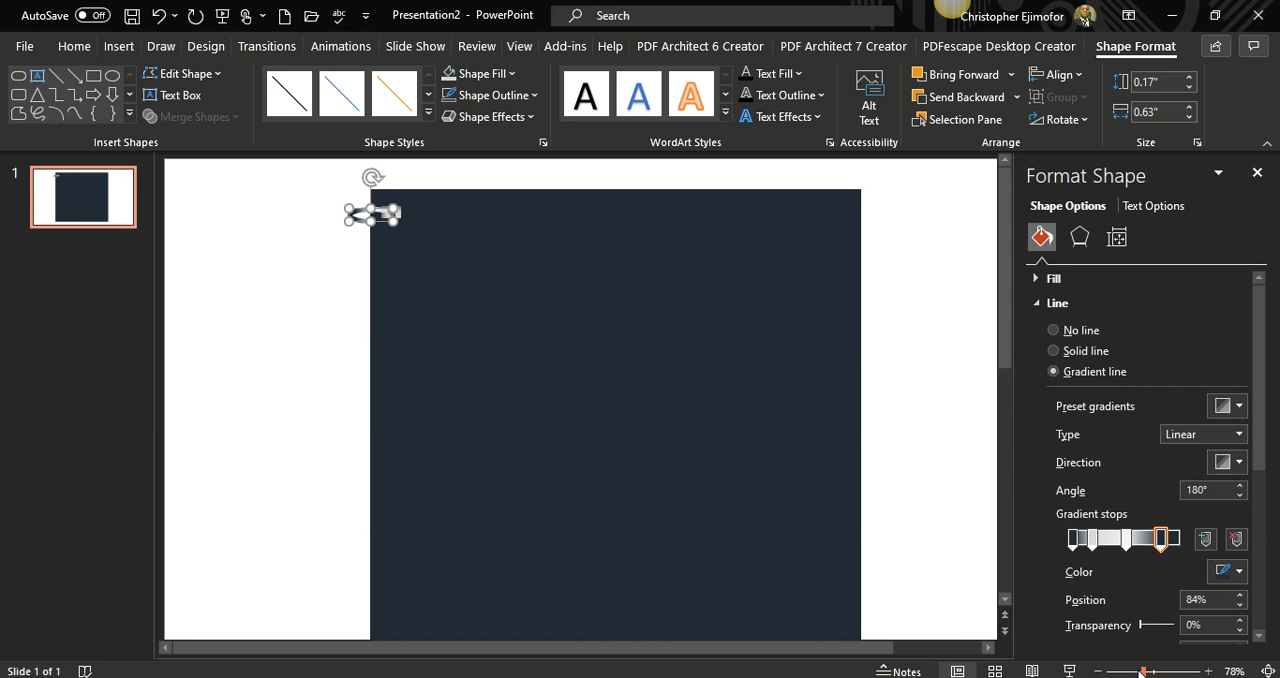 AutoSave Off Presentation2 - PowerPoint Search Christopher Ejimofor
File Home Insert Draw Design Transitions Animations Slide Show Review View Add-ins Help PDF Architect 6 Creator PDF Architect 7 Creator PDFescape Desktop Creator Shape Format
Edit Shape Shape Fill Text Fill Bring Forward Align 0.17"
Text Box Shape Outline Text Outline Alt Text Send Backward Group 0.63"
Merge Shapes Shape Effects Text Effects Selection Pane Rotate
Insert Shapes Shape Styles WordArt Styles Accessibility Arrange Size
1
Format Shape
Shape Options Text Options
Fill
Line
No line
Solid line
Gradient line
Preset gradients
Type Linear
Direction
Angle 180°
Gradient stops
Color
Position 84%
Transparency 0%
Slide 1 of 1 Notes 78%